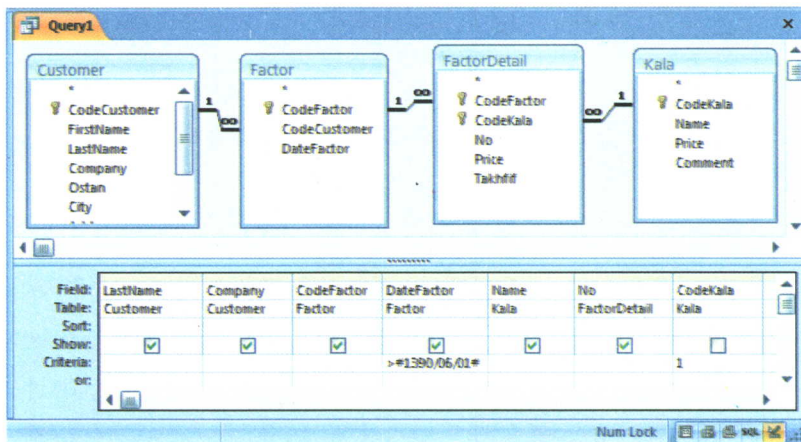 Query1
Customer
*
CodeCustomer
FirstName
LastName
Company
Ostan
City
1
∞
Factor
*
CodeFactor
CodeCustomer
DateFactor
1
∞
FactorDetail
*
CodeFactor
CodeKala
No
Price
Takhfif
∞
1
Kala
*
CodeKala
Name
Price
Comment
Field: LastName Company CodeFactor DateFactor Name No CodeKala
Table: Customer Customer Factor Factor Kala FactorDetail Kala
Sort:
Show:
Criteria: >#1390/06/01# 1
or:
Num Lock SQL